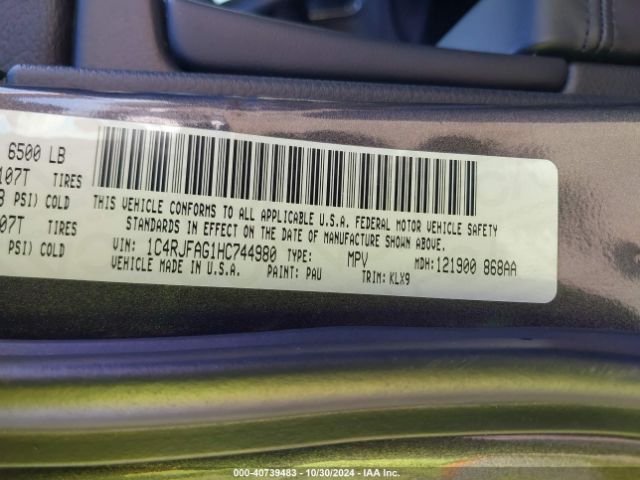 6500 LB
107T TIRES
PSI) COLD
07T TIRES
PSI) COLD
THIS VEHICLE CONFORMS TO ALL APPLICABLE U.S.A. FEDERAL MOTOR VEHICLE SAFETY
STANDARDS IN EFFECT ON THE DATE OF MANUFACTURE SHOWN ABOVE.
VIN: 1C4RJFAG1HC744980 TYPE: MPV MDH: 121900 868AA
VEHICLE MADE IN U.S.A. PAINT: PAU TRIM: KLX9
000-40739483 - 10/30/2024 - IAAI.COM